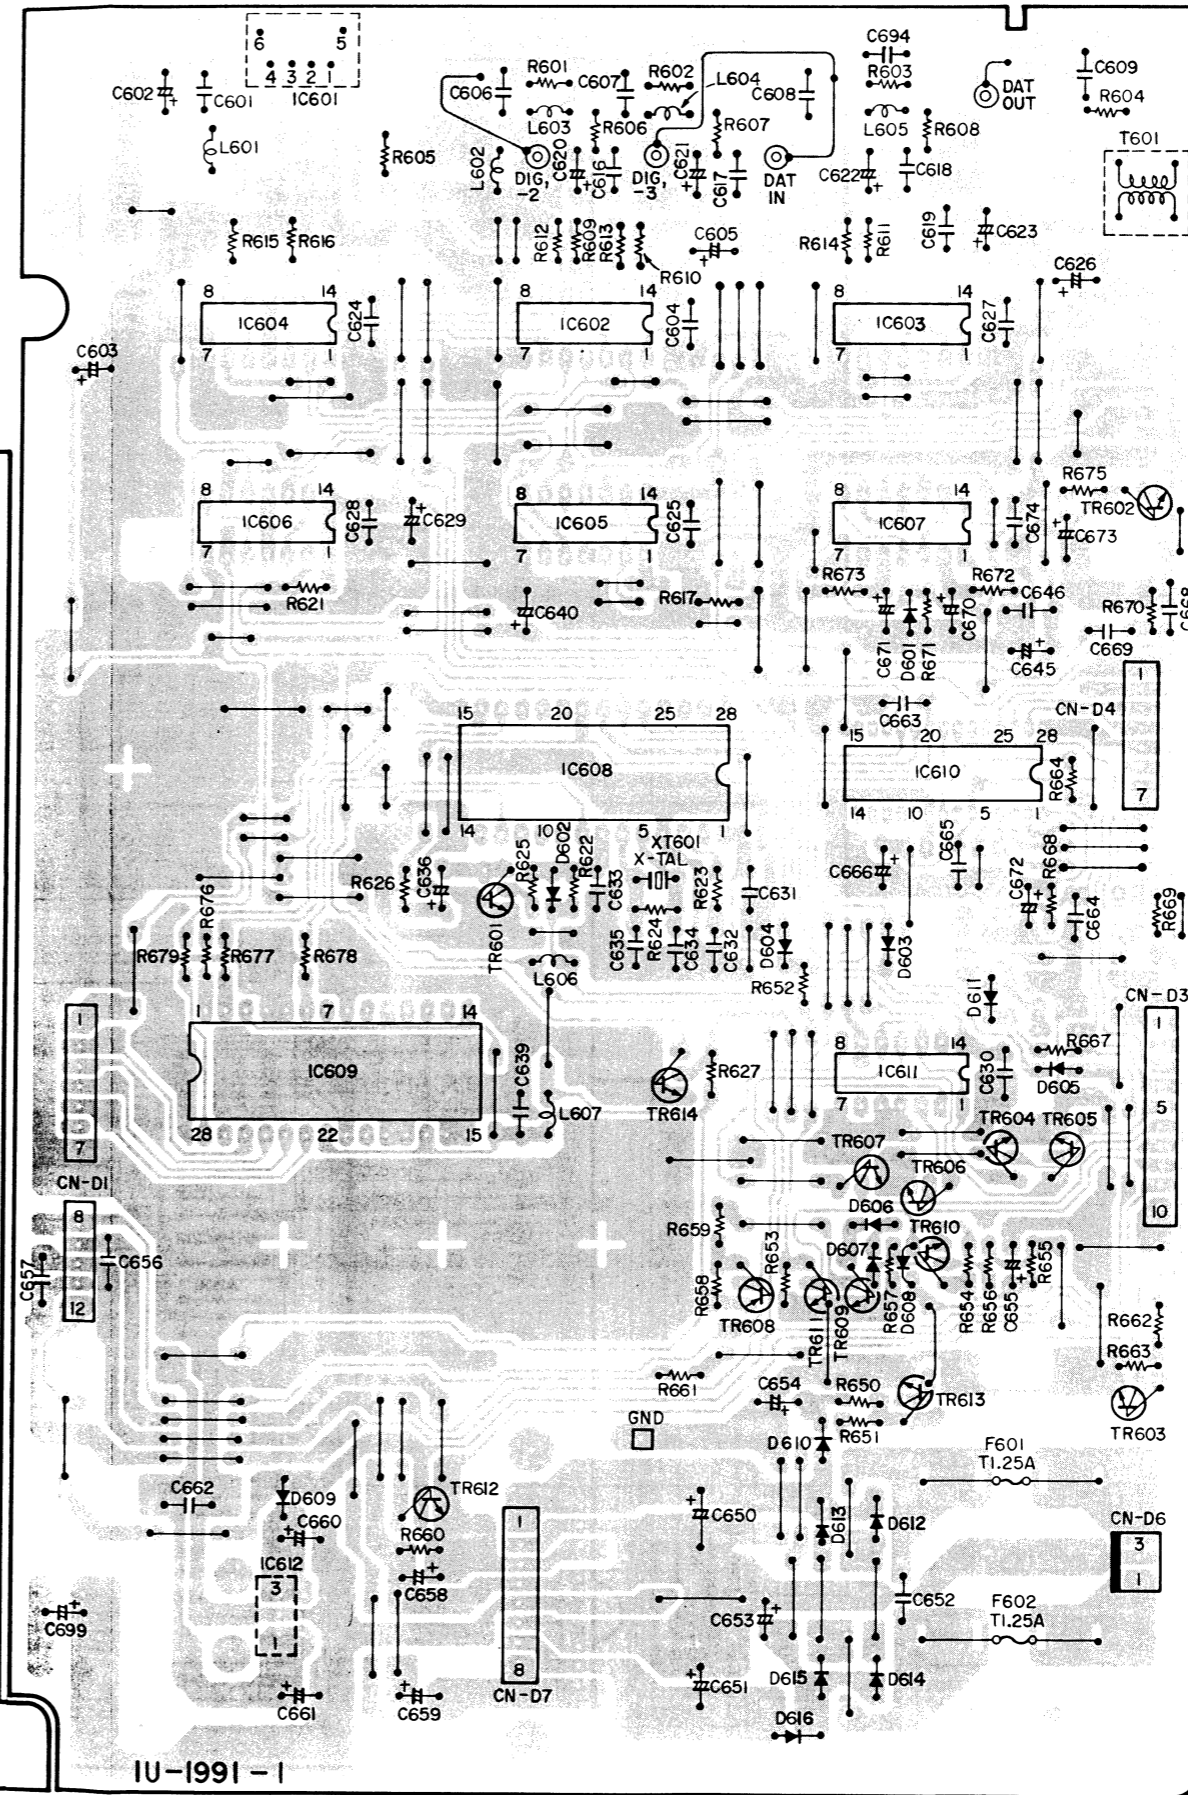 6 5
4 3 2 1
IC601
C602 + C601
L601
R605
C606 R601 C607 R602 L604 C608
L603 R606 R607
L602 C620 C616 C621 C617
DIG, -2
DIG, -3
DAT IN
C694
R603
L605 R608
C622 + C618
DAT OUT
C609
R604
T601
R615 R616
R612 R609 R613 R610
C605 +
R614 R611 C619 C623 +
C626 +
8 14
IC604
7 1
C624
8 14
IC602
7 1
C604
8 14
IC603
7 1
C627
C603 +
8 14
IC606
7 1
C628 C629 +
8 14
IC605
7 1
C625
8 14
IC607
7 1
C674
R675
TR602
C673 +
R621
C640 +
R617
R673 R672 C646
C671 D601 R671 C670
C645 +
R670 C668
C669
C663
CN-D4
1
7
15 20 25 28
IC608
14 10 5 1
15 20 25 28
IC610
14 10 5 1
R664
XT601
X-TAL
R626 C636 + R625 D602 R622 C633 R623 C631
TR601
C635 R624 C634 C632 D604
L606
R652
C666 + C665 D603
C672 + R668 C664
R669
R676
R679 R677 R678
D611
CN-D3
1
5
10
1 7 14
IC609
28 22 15
C639 L607
TR614 R627
8 14
IC611
7 1
C630
R667
D605
TR604 TR605
TR607 TR606
CN-D1
1
7
8
12
C657 C656
D606
TR610
R659 R653 D607
R658 R657 D608 R654 R656 C655 + R655
TR608 TR611 TR609
R662
R663
TR603
R661
C654 +
R650
R651
TR613
GND
D610
F601
T1.25A
C662
D609
C660 +
TR612
R660
C658 +
IC612
3
1
C699 +
C661 +
C659 +
1
8
CN-D7
C650 +
D613 D612
CN-D6
3
1
C653 + C652
F602
T1.25A
C651 +
D615 D614
D616
1U-1991-1